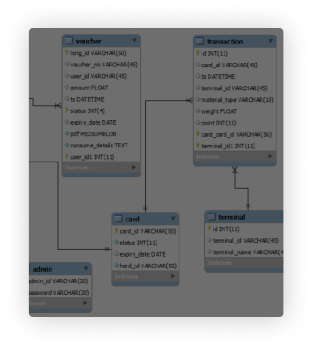 voucher
long_id VARCHAR(50)
voucher_no VARCHAR(45)
user_id VARCHAR(45)
amount FLOAT
ts DATETIME
status INT(4)
expiry_date DATE
pdf MEDIUMBLOB
consume_details TEXT
user_id1 INT(11)
Indexes
transaction
id INT(11)
card_id VARCHAR(45)
ts DATETIME
terminal_id VARCHAR(45)
material_type VARCHAR(10)
weight FLOAT
point INT(11)
card_card_id VARCHAR(50)
terminal_id1 INT(11)
Indexes
card
card_id VARCHAR(50)
status INT(11)
expiry_date DATE
hard_id VARCHAR(50)
Indexes
terminal
id INT(11)
terminal_id VARCHAR(45)
terminal_name VARCHAR(4
Indexes
admin
admin_id VARCHAR(20)
password VARCHAR(20)